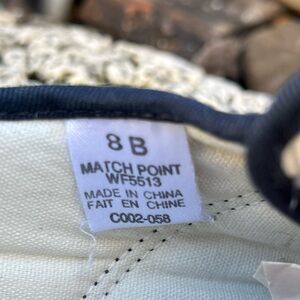 8 B
MATCH POINT
WF5513
MADE IN CHINA
FAIT EN CHINE
C002-058